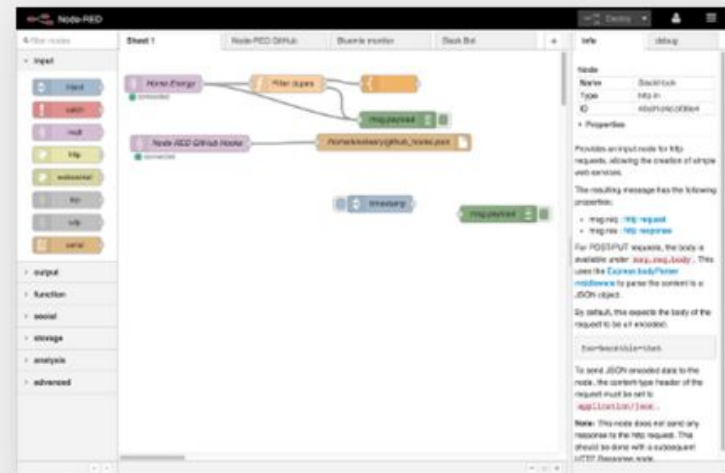 Node-RED
Deploy
filter nodes
Sheet 1
Node-RED GitHub
Bluemix monitor
Slack Bot
+
info
debug
input
inject
catch
mqtt
http
websocket
tcp
udp
serial
output
function
social
storage
analysis
advanced
Home Energy
connected
Filter dupes
{
msg.payload
Node-RED GitHub Hooks
connected
timestamp
msg.payload
Node
Name
Type
http in
ID
Properties
Provides an input node for http
requests, allowing the creation of simple
web services.
The resulting message has the following
properties:
msg.req : http request
msg.res : http response
For POST/PUT requests, the body is
available under msg.req.body. This
uses the Express bodyParser
middleware to parse the content to a
JSON object.
By default, this expects the body of the
request to be url encoded:
foo=bar&this=that
To send JSON encoded data to the
node, the content-type header of the
request must be set to
application/json.
Note: This node does not send any
response to the http request. This
should be done with a subsequent
HTTP Response node.